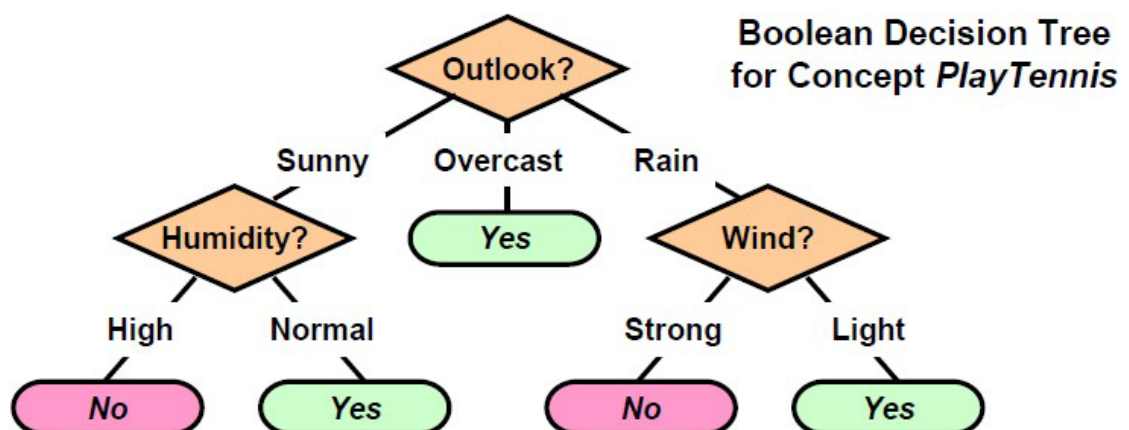 Boolean Decision Tree
for Concept PlayTennis
Outlook?
Sunny Overcast Rain
Humidity? Yes Wind?
High Normal Strong Light
No Yes No Yes